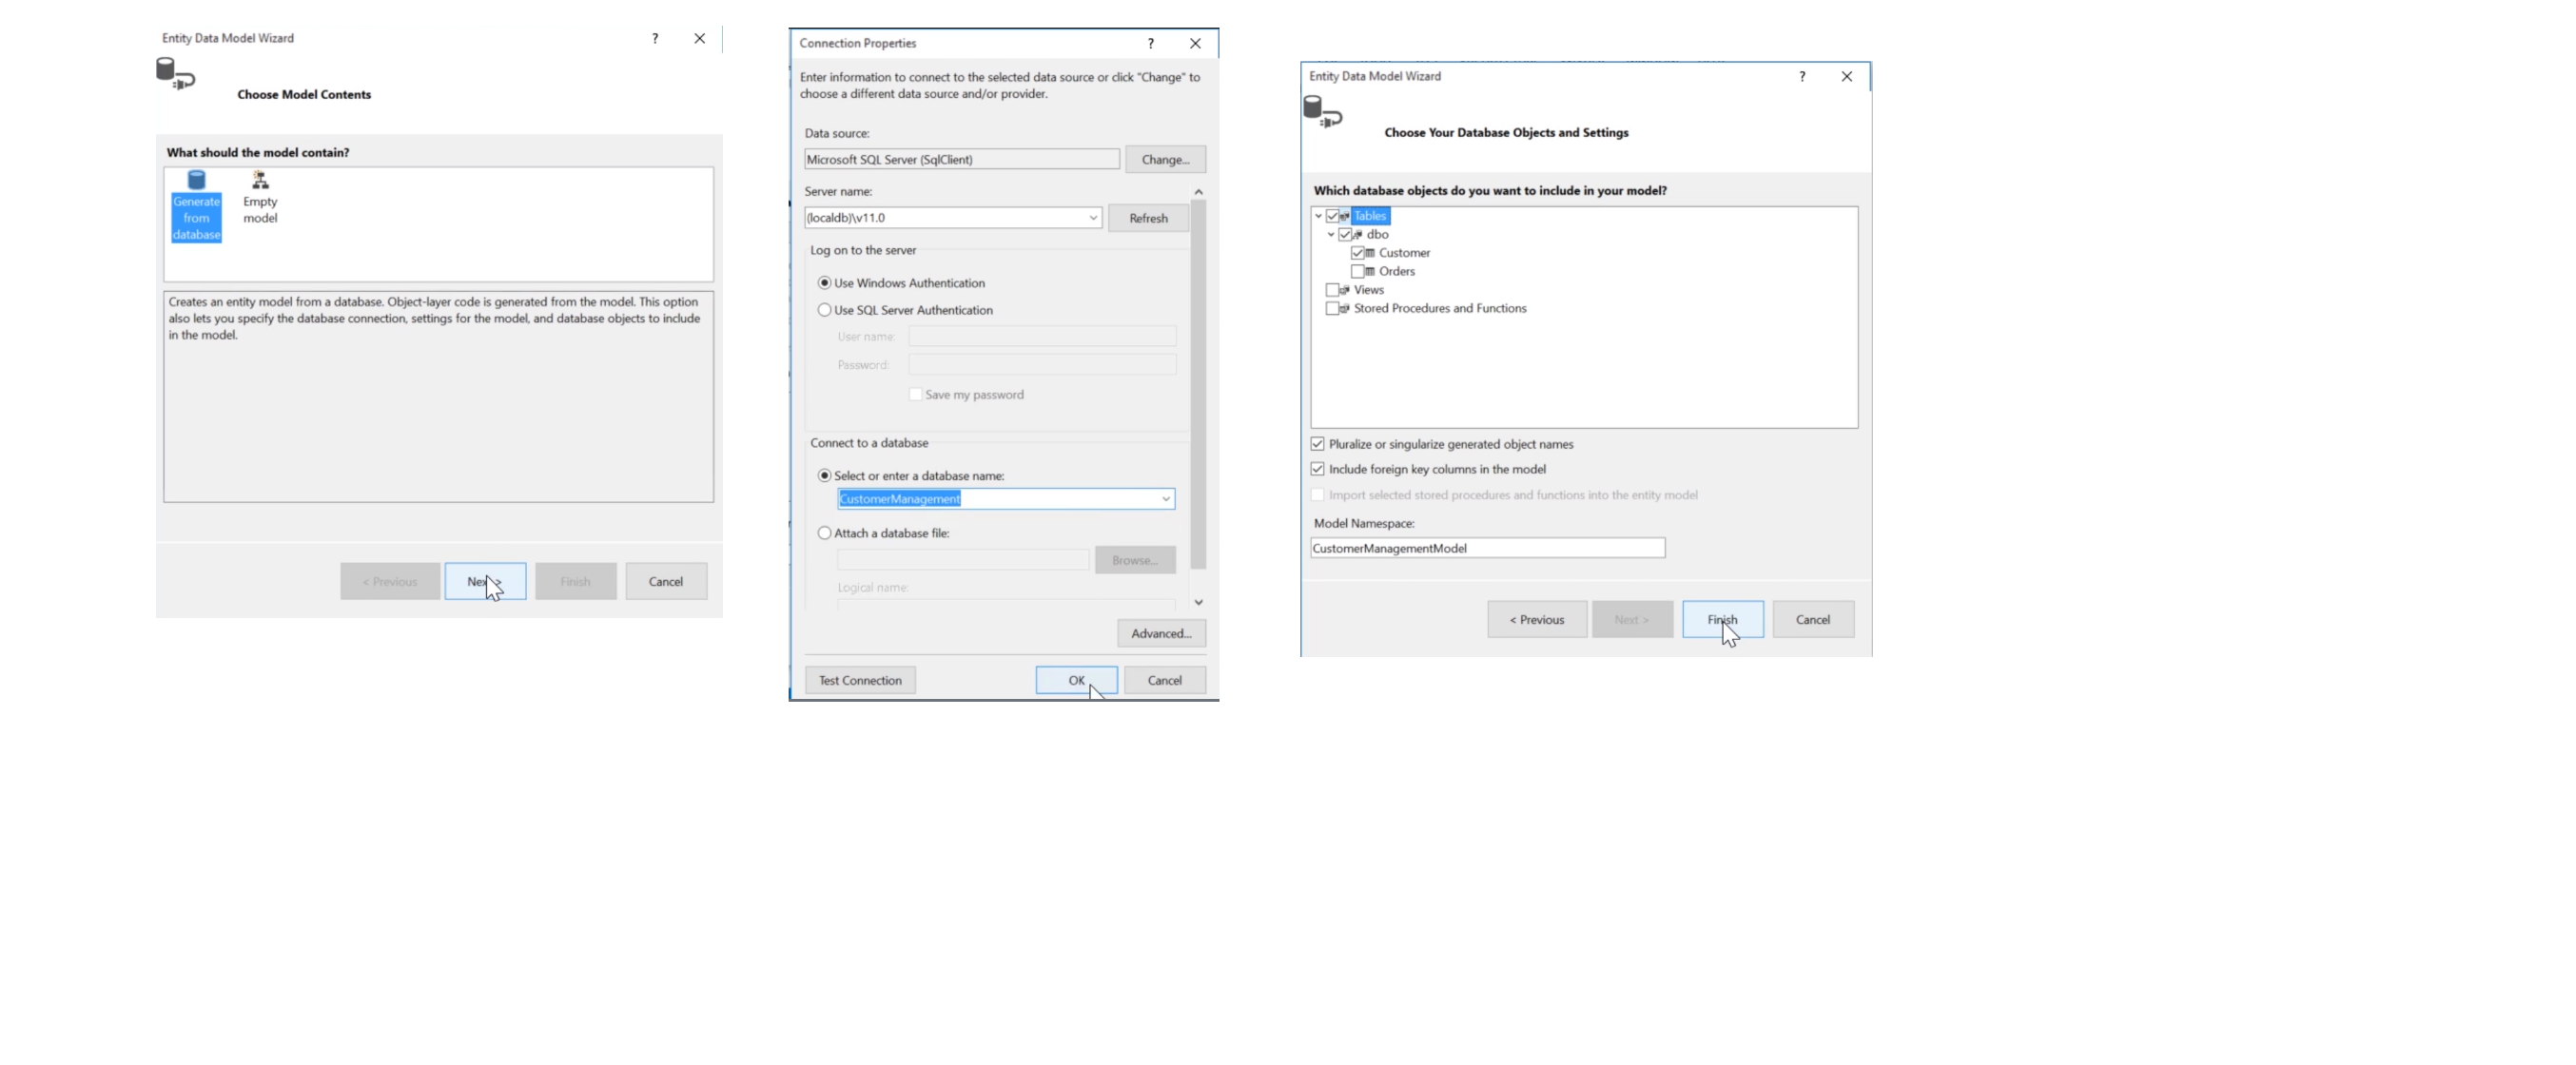 Entity Data Model Wizard
?
Choose Model Contents
What should the model contain?
Generate
from
database
Empty
model
Creates an entity model from a database. Object-layer code is generated from the model. This option
also lets you specify the database connection, settings for the model, and database objects to include
in the model.
< Previous
Finish
Cancel
Connection Properties
?
Enter information to connect to the selected data source or click "Change" to
choose a different data source and/or provider.
Data source:
Microsoft SQL Server (SqlClient)
Change...
Server name:
(localdb)\v11.0
Refresh
Log on to the server
Use Windows Authentication
Use SQL Server Authentication
User name:
Password:
Save my password
Connect to a database
Select or enter a database name:
CustomerManagement
Attach a database file:
Browse...
Logical name:
Advanced...
Test Connection
OK
Cancel
Entity Data Model Wizard
?
Choose Your Database Objects and Settings
Which database objects do you want to include in your model?
Tables
dbo
Customer
Orders
Views
Stored Procedures and Functions
Pluralize or singularize generated object names
Include foreign key columns in the model
Import selected stored procedures and functions into the entity model
Model Namespace:
CustomerManagementModel
< Previous
Next >
Finish
Cancel